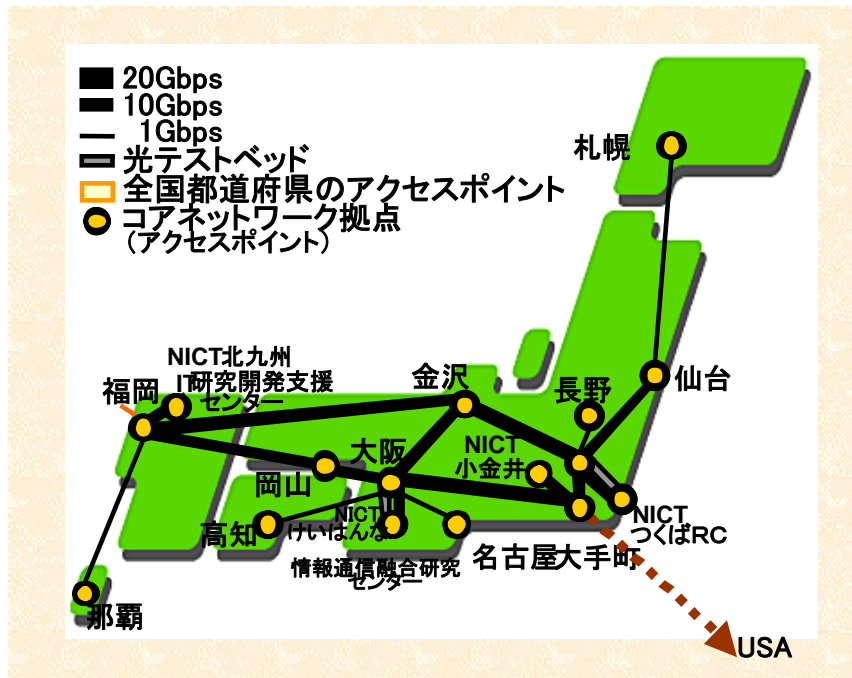 20Gbps
10Gbps
1Gbps
光テストベッド
全国都道府県のアクセスポイント
コアネットワーク拠点
（アクセスポイント）
札幌
仙台
長野
金沢
NICT北九州
IT研究開発支援
センター
福岡
大阪
岡山
NICT
小金井
NICT
つくばRC
高知
NICT
けいはんな
情報通信融合研究
センター
名古屋
大手町
那覇
USA